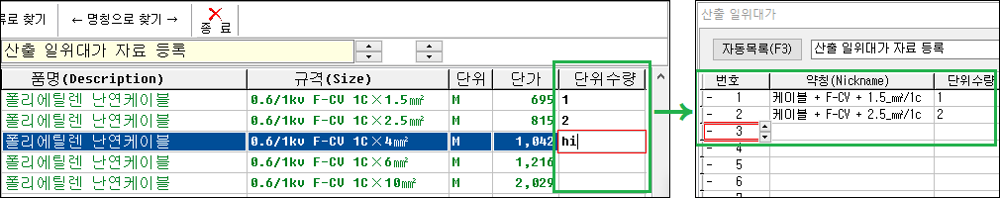 류로 찾기 → ← 명칭으로 찾기 → 종 료
산출 일위대가 자료 등록
품명(Description) 규격(Size) 단위 단가 단위수량
폴리에틸렌 난연케이블 0.6/1kv F-CV 1C×1.5㎟ M 695 1
폴리에틸렌 난연케이블 0.6/1kv F-CV 1C×2.5㎟ M 815 2
폴리에틸렌 난연케이블 0.6/1kv F-CV 1C×4㎟ M 1,042 hi
폴리에틸렌 난연케이블 0.6/1kv F-CV 1C×6㎟ M 1,216
폴리에틸렌 난연케이블 0.6/1kv F-CV 1C×10㎟ M 2,029
산출 일위대가
자동목록(F3) 산출 일위대가 자료 등록
번호 약칭(Nickname) 단위수량
- 1 케이블 + F-CV + 1.5_㎟/1c 1
- 2 케이블 + F-CV + 2.5_㎟/1c 2
- 3
- 4
- 5
- 6
- 7